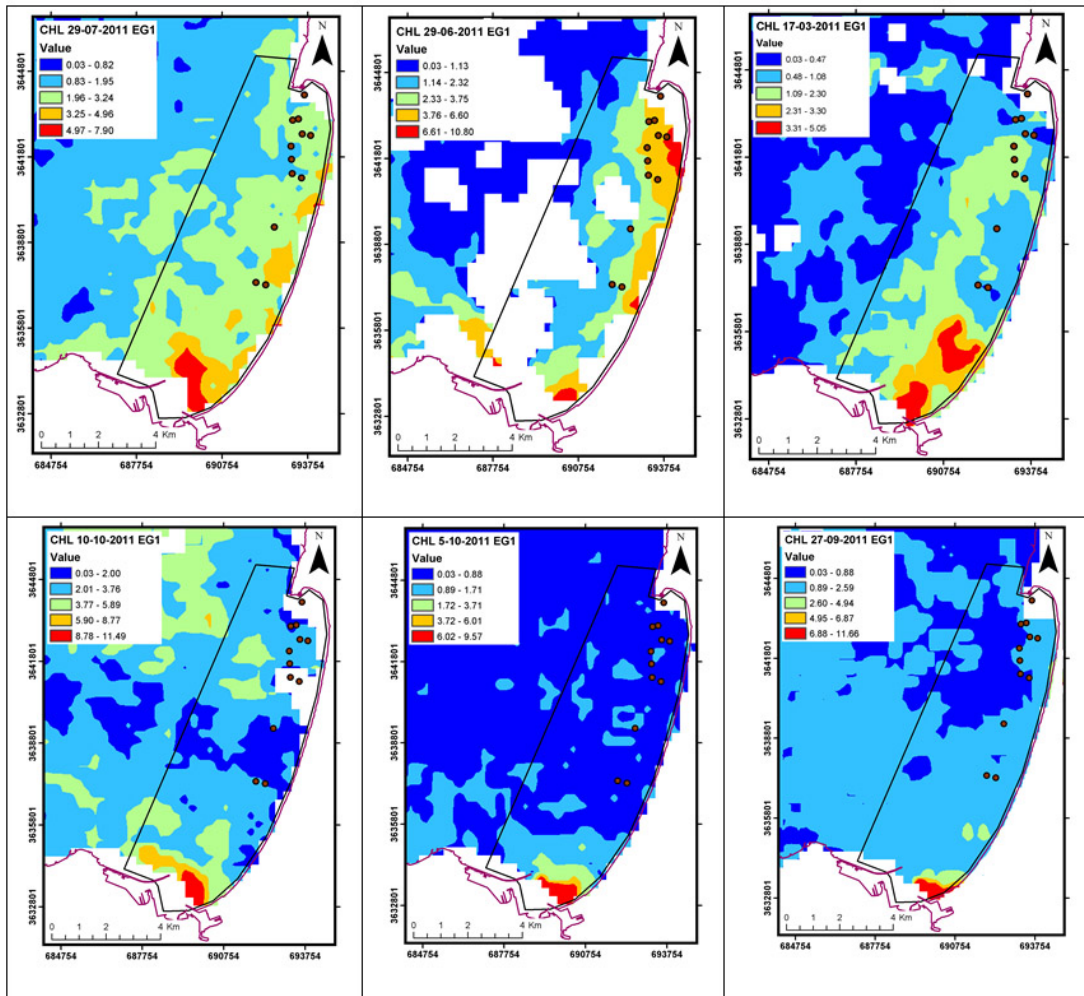 CHL 29-07-2011 EG1
Value
0.03 - 0.82
0.83 - 1.95
1.96 - 3.24
3.25 - 4.96
4.97 - 7.90
N
3644801
3641801
3638801
3635801
3632801
0 1 2 4 Km
684754 687754 690754 693754
CHL 29-06-2011 EG1
Value
0.03 - 1.13
1.14 - 2.32
2.33 - 3.75
3.76 - 6.60
6.61 - 10.80
N
3644801
3641801
3638801
3635801
3632801
0 1 2 4 Km
684754 687754 690754 693754
CHL 17-03-2011 EG1
Value
0.03 - 0.47
0.48 - 1.08
1.09 - 2.30
2.31 - 3.30
3.31 - 5.05
N
3644801
3641801
3638801
3635801
3632801
0 1 2 4 Km
684754 687754 690754 693754
CHL 10-10-2011 EG1
Value
0.03 - 2.00
2.01 - 3.76
3.77 - 5.89
5.90 - 8.77
8.78 - 11.49
N
3644801
3641801
3638801
3635801
3632801
0 1 2 4 Km
684754 687754 690754 693754
CHL 5-10-2011 EG1
Value
0.03 - 0.88
0.89 - 1.71
1.72 - 3.71
3.72 - 6.01
6.02 - 9.57
N
3644801
3641801
3638801
3635801
3632801
0 1 2 4 Km
684754 687754 690754 693754
CHL 27-09-2011 EG1
Value
0.03 - 0.88
0.89 - 2.59
2.60 - 4.94
4.95 - 6.87
6.88 - 11.66
N
3644801
3641801
3638801
3635801
3632801
0 1 2 4 Km
684754 687754 690754 693754